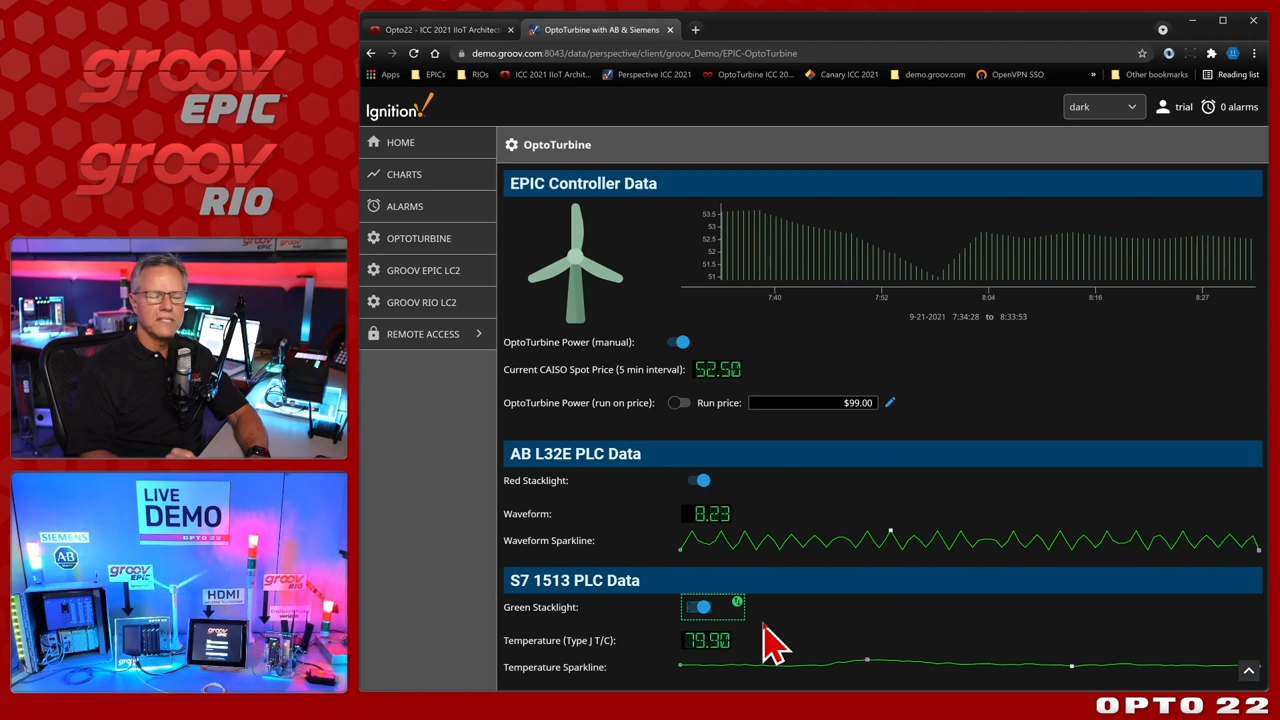 groov
EPIC™
groov
RIO
Opto22 - ICC 2021 IIoT Architect
OptoTurbine with AB & Siemens
demo.groov.com:8043/data/perspective/client/groov_Demo/EPIC-OptoTurbine
Apps
EPICs
RIOs
ICC 2021 IIoT Archit...
Perspective ICC 2021
OptoTurbine ICC 20...
Canary ICC 2021
demo.groov.com
OpenVPN SSO
»
Other bookmarks
Reading list
Ignition!
dark
trial
0 alarms
HOME
CHARTS
ALARMS
OPTOTURBINE
GROOV EPIC LC2
GROOV RIO LC2
REMOTE ACCESS
OptoTurbine
EPIC Controller Data
53.5
53
52.5
52
51.5
51
7:40
7:52
8:04
8:16
8:27
9-21-2021 7:34:28 to 8:33:53
OptoTurbine Power (manual):
Current CAISO Spot Price (5 min interval): 52.50
OptoTurbine Power (run on price):
Run price: $99.00
AB L32E PLC Data
Red Stacklight:
Waveform: 8.23
Waveform Sparkline:
S7 1513 PLC Data
Green Stacklight:
Temperature (Type J T/C): 79.90
Temperature Sparkline:
LIVE
DEMO
OPTO 22
SIEMENS
AB
groov
EPIC
HDMI
groov
RIO
OPTO 22